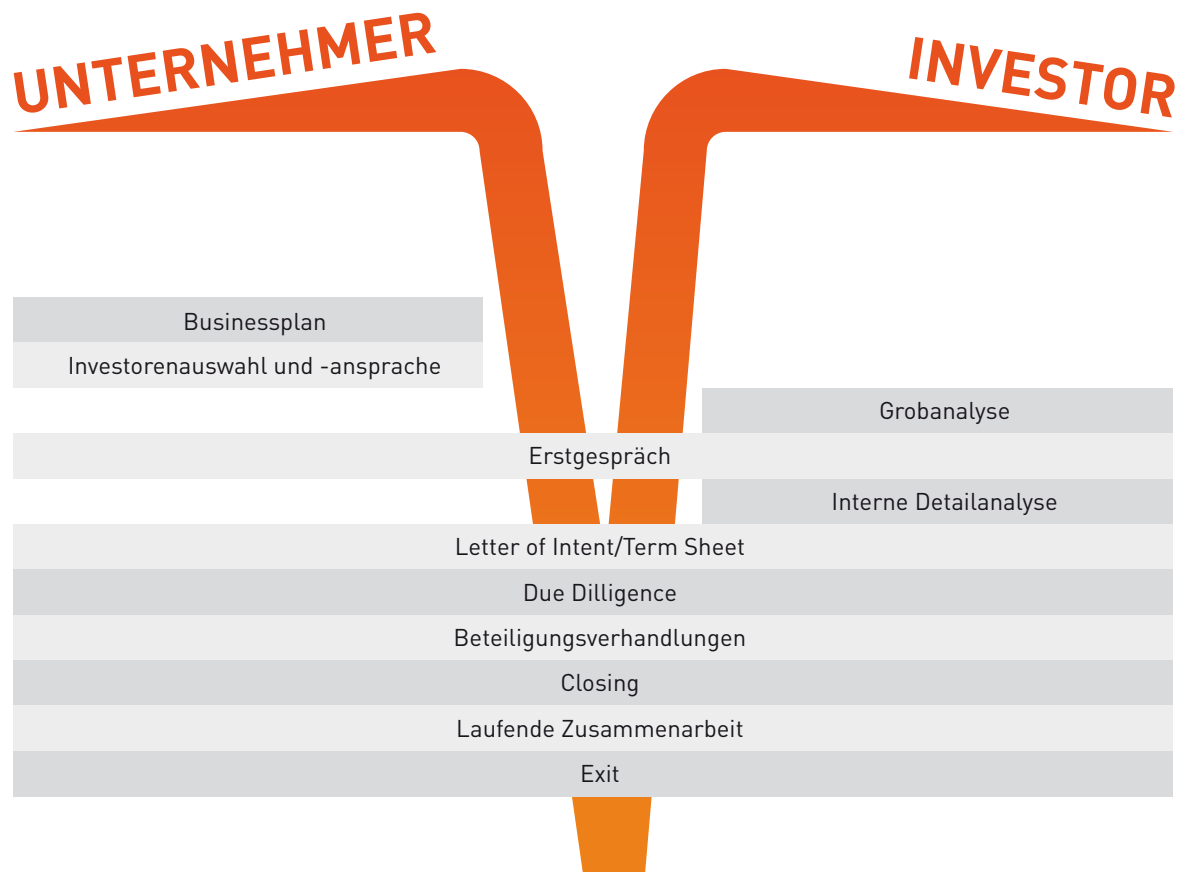 UNTERNEHMER
INVESTOR
Businessplan
Investorenauswahl und -ansprache
Grobanalyse
Erstgespräch
Interne Detailanalyse
Letter of Intent/Term Sheet
Due Dilligence
Beteiligungsverhandlungen
Closing
Laufende Zusammenarbeit
Exit